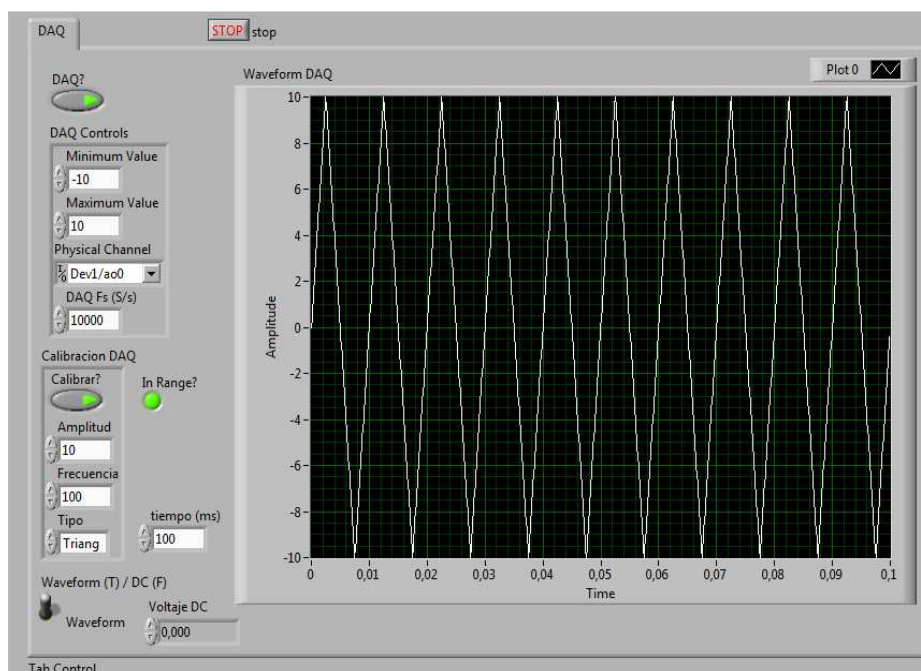 DAQ
STOP stop
DAQ?
DAQ Controls
Minimum Value
-10
Maximum Value
10
Physical Channel
I/O Dev1/ao0
DAQ Fs (S/s)
10000
Calibracion DAQ
Calibrar?
In Range?
Amplitud
10
Frecuencia
100
Tipo
Triang
tiempo (ms)
100
Waveform (T) / DC (F)
Waveform
Voltaje DC
0,000
Waveform DAQ
Plot 0
Amplitude
10
8
6
4
2
0
-2
-4
-6
-8
-10
0 0,01 0,02 0,03 0,04 0,05 0,06 0,07 0,08 0,09 0,1
Time
Tab Control